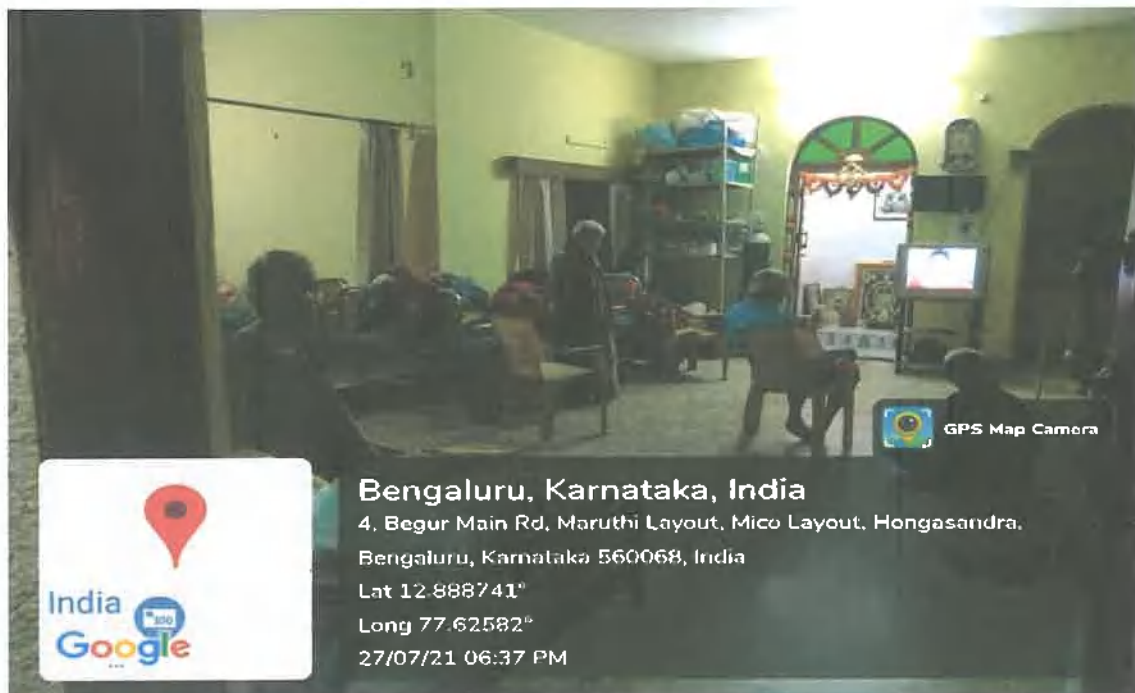 GPS Map Camera
Bengaluru, Karnataka, India
4, Begur Main Rd, Maruthi Layout, Mico Layout, Hongasandra,
Bengaluru, Karnataka 560068, India
Lat 12.888741°
Long 77.62582°
27/07/21 06:37 PM
India
Google